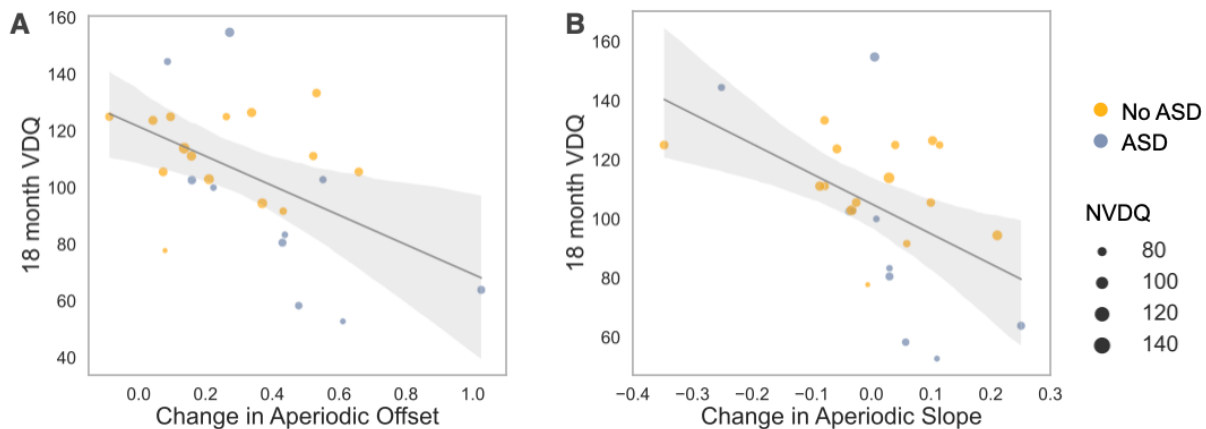 A
160
140
120
100
80
60
40
18 month VDQ
0.0 0.2 0.4 0.6 0.8 1.0
Change in Aperiodic Offset
B
160
140
120
100
80
60
18 month VDQ
−0.4 −0.3 −0.1 0.0 0.1 0.2 0.3
Change in Aperiodic Slope
No ASD
ASD
NVDQ
80
100
120
140